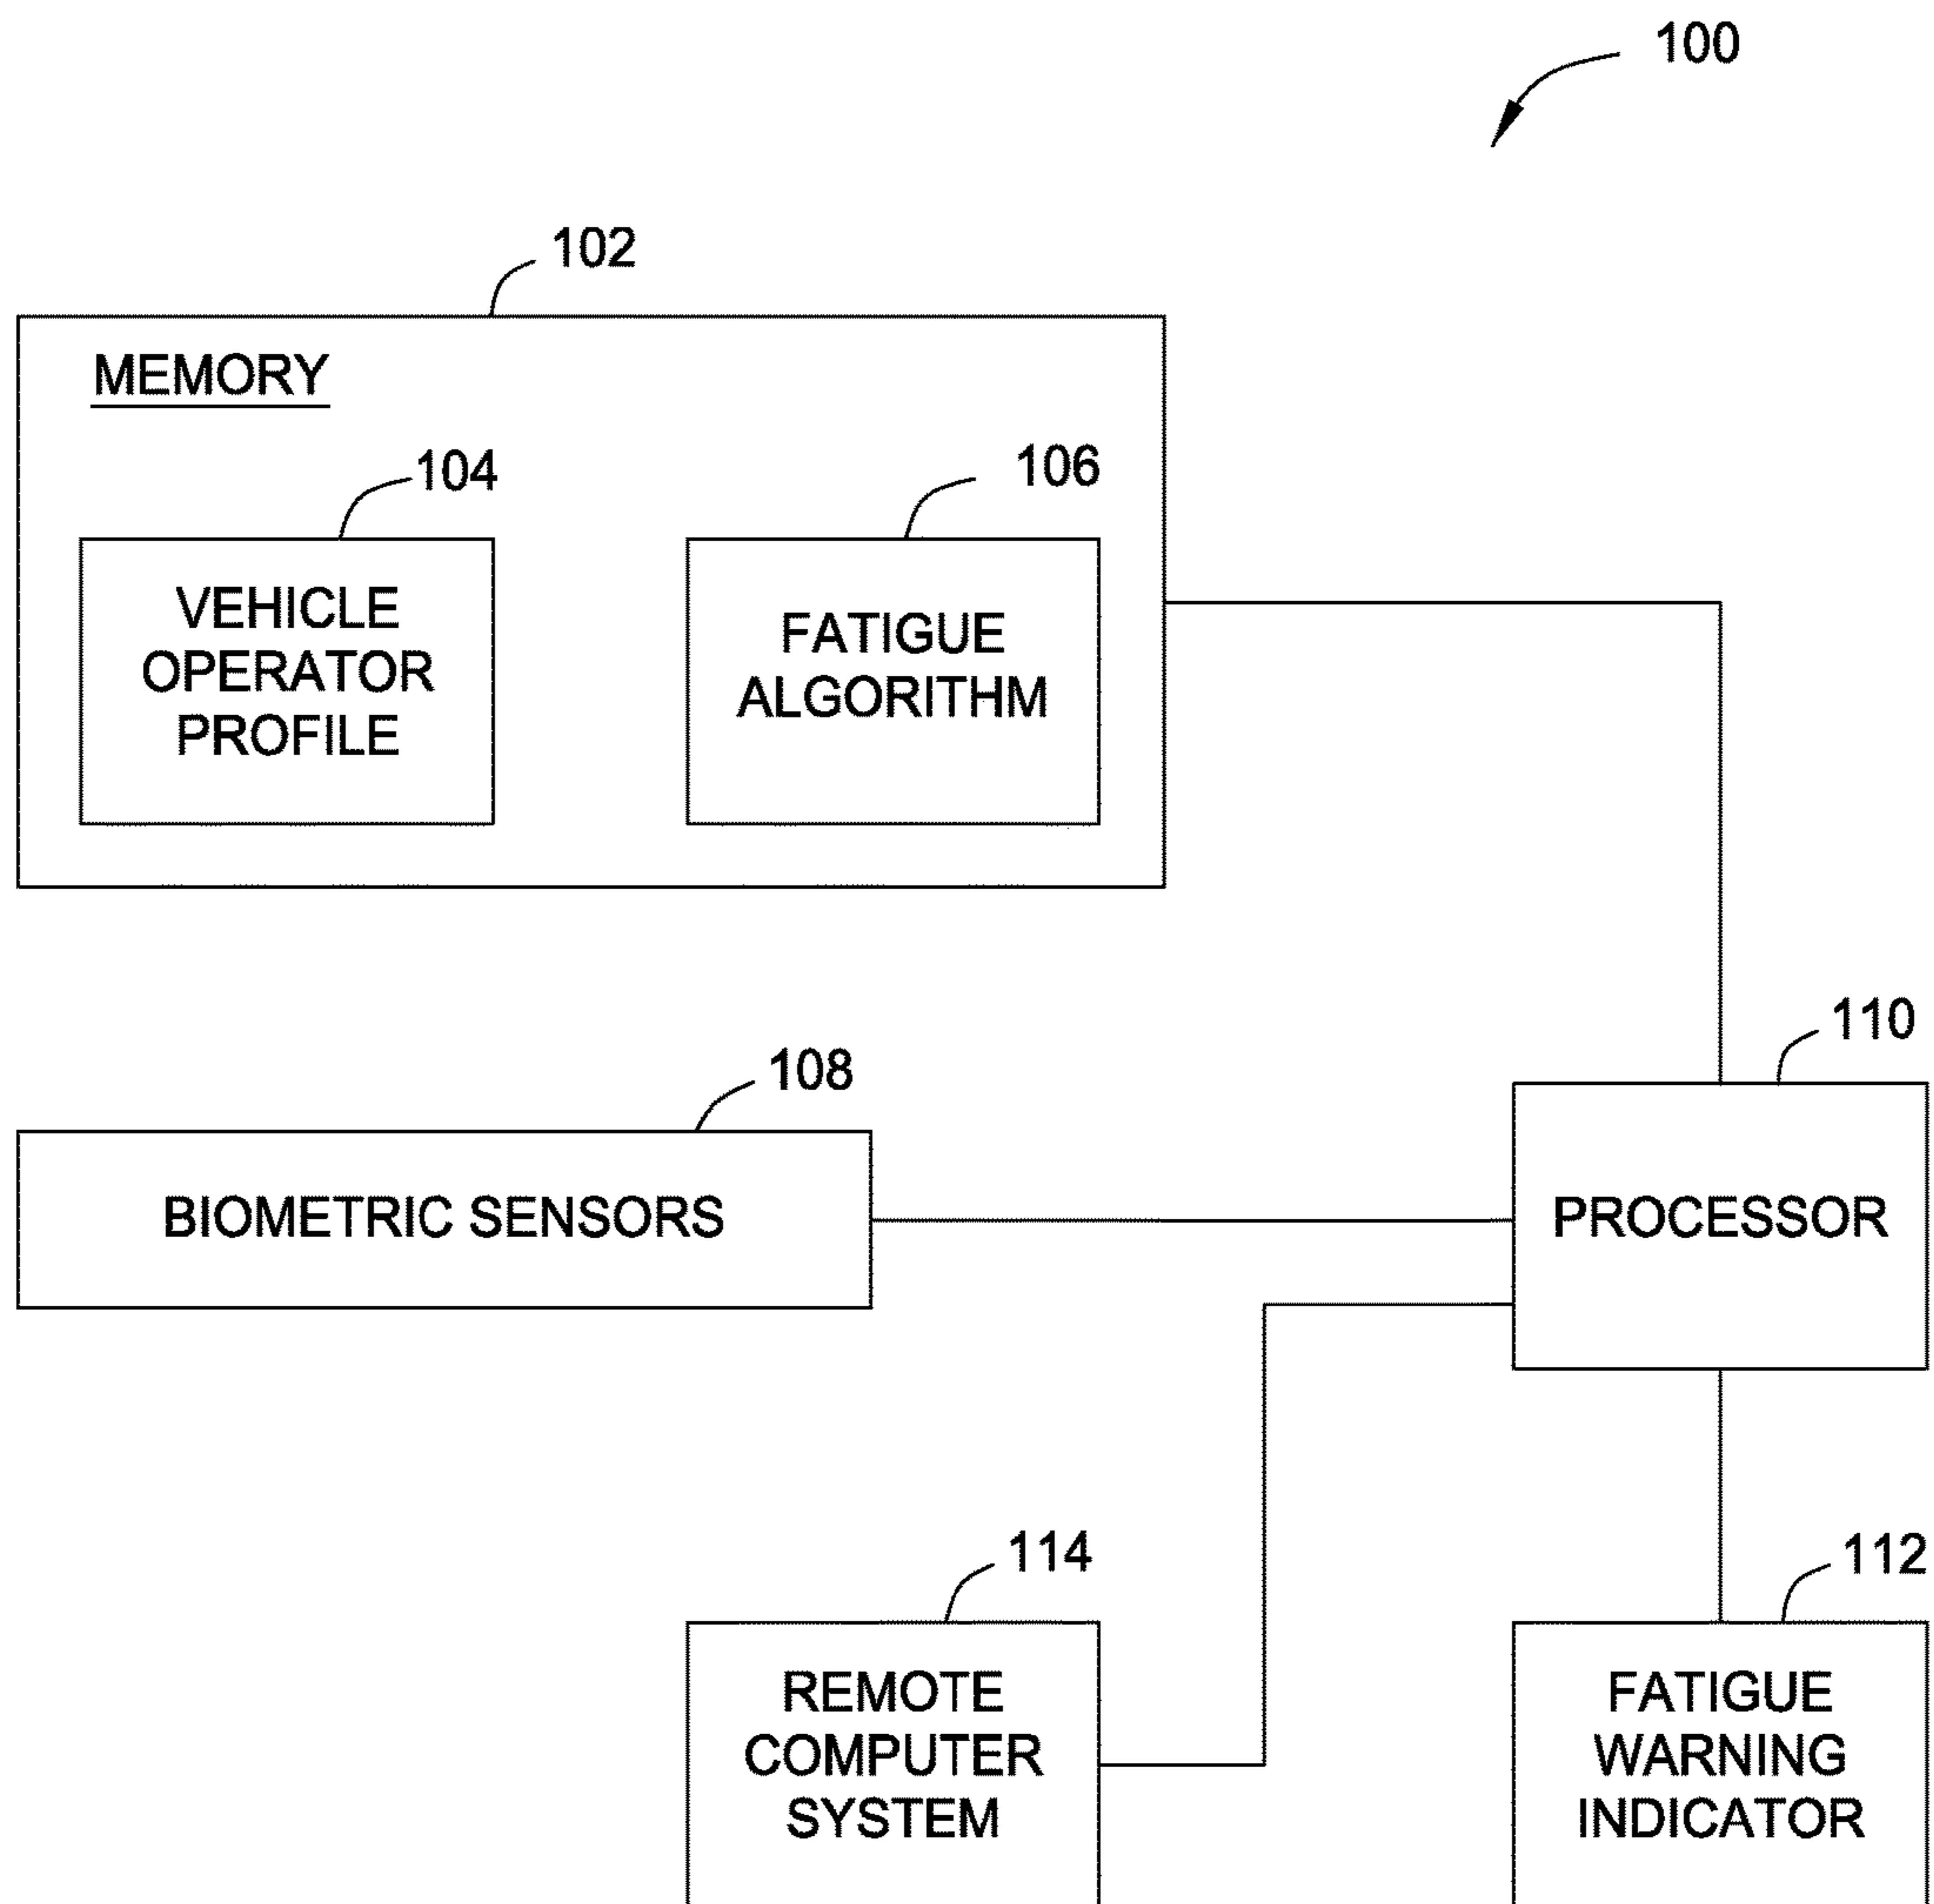 100
102
MEMORY
104
106
VEHICLE
OPERATOR
PROFILE
FATIGUE
ALGORITHM
110
108
BIOMETRIC SENSORS
PROCESSOR
114
112
REMOTE
COMPUTER
SYSTEM
FATIGUE
WARNING
INDICATOR